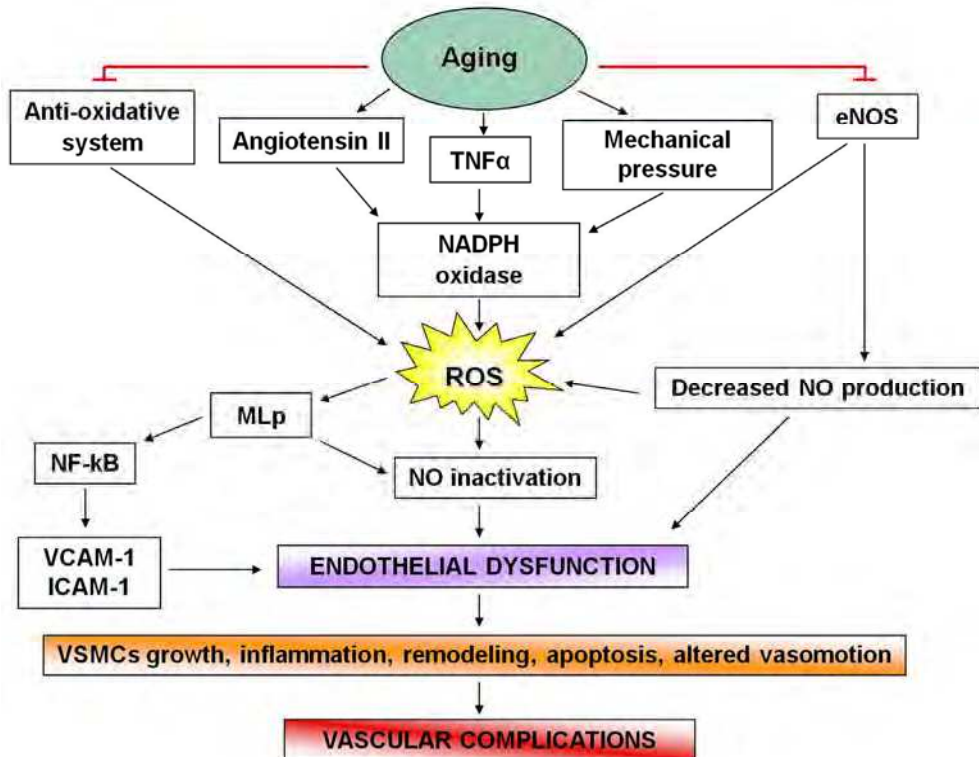 Aging
Anti-oxidative
system
Angiotensin II
TNFα
Mechanical
pressure
eNOS
NADPH
oxidase
ROS
Decreased NO production
MLp
NF-kB
NO inactivation
VCAM-1
ICAM-1
ENDOTHELIAL DYSFUNCTION
VSMCs growth, inflammation, remodeling, apoptosis, altered vasomotion
VASCULAR COMPLICATIONS